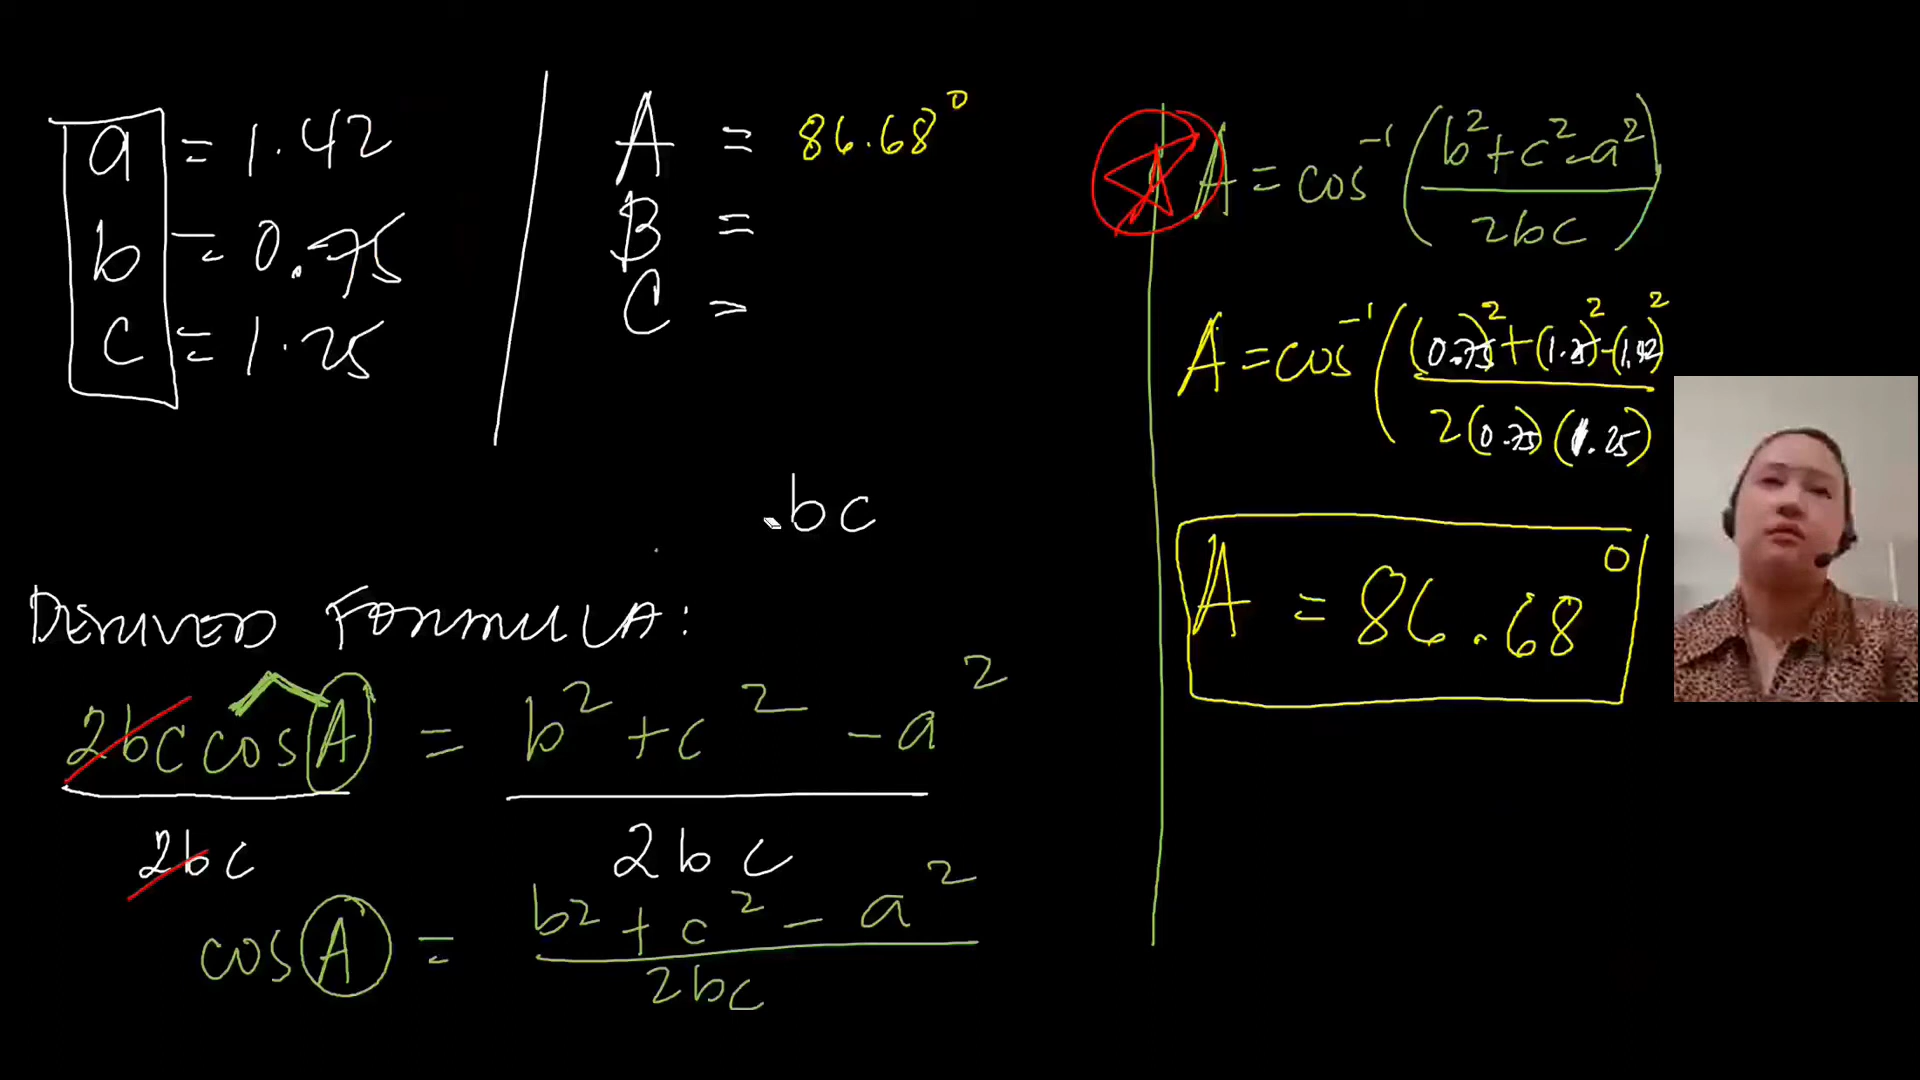 a = 1.42
b = 0.75
c = 1.25
A = 86.68°
B =
C =
.bc
DERIVED FORMULA:
2bc cos A = b² + c² - a²
2bc 2bc
cos A = b² + c² - a²
2bc
A = cos⁻¹ (b² + c² - a²)
2bc
A = cos⁻¹ ((0.75)² + (1.25)² - (1.42)²
2(0.75)(1.25)
A = 86.68°